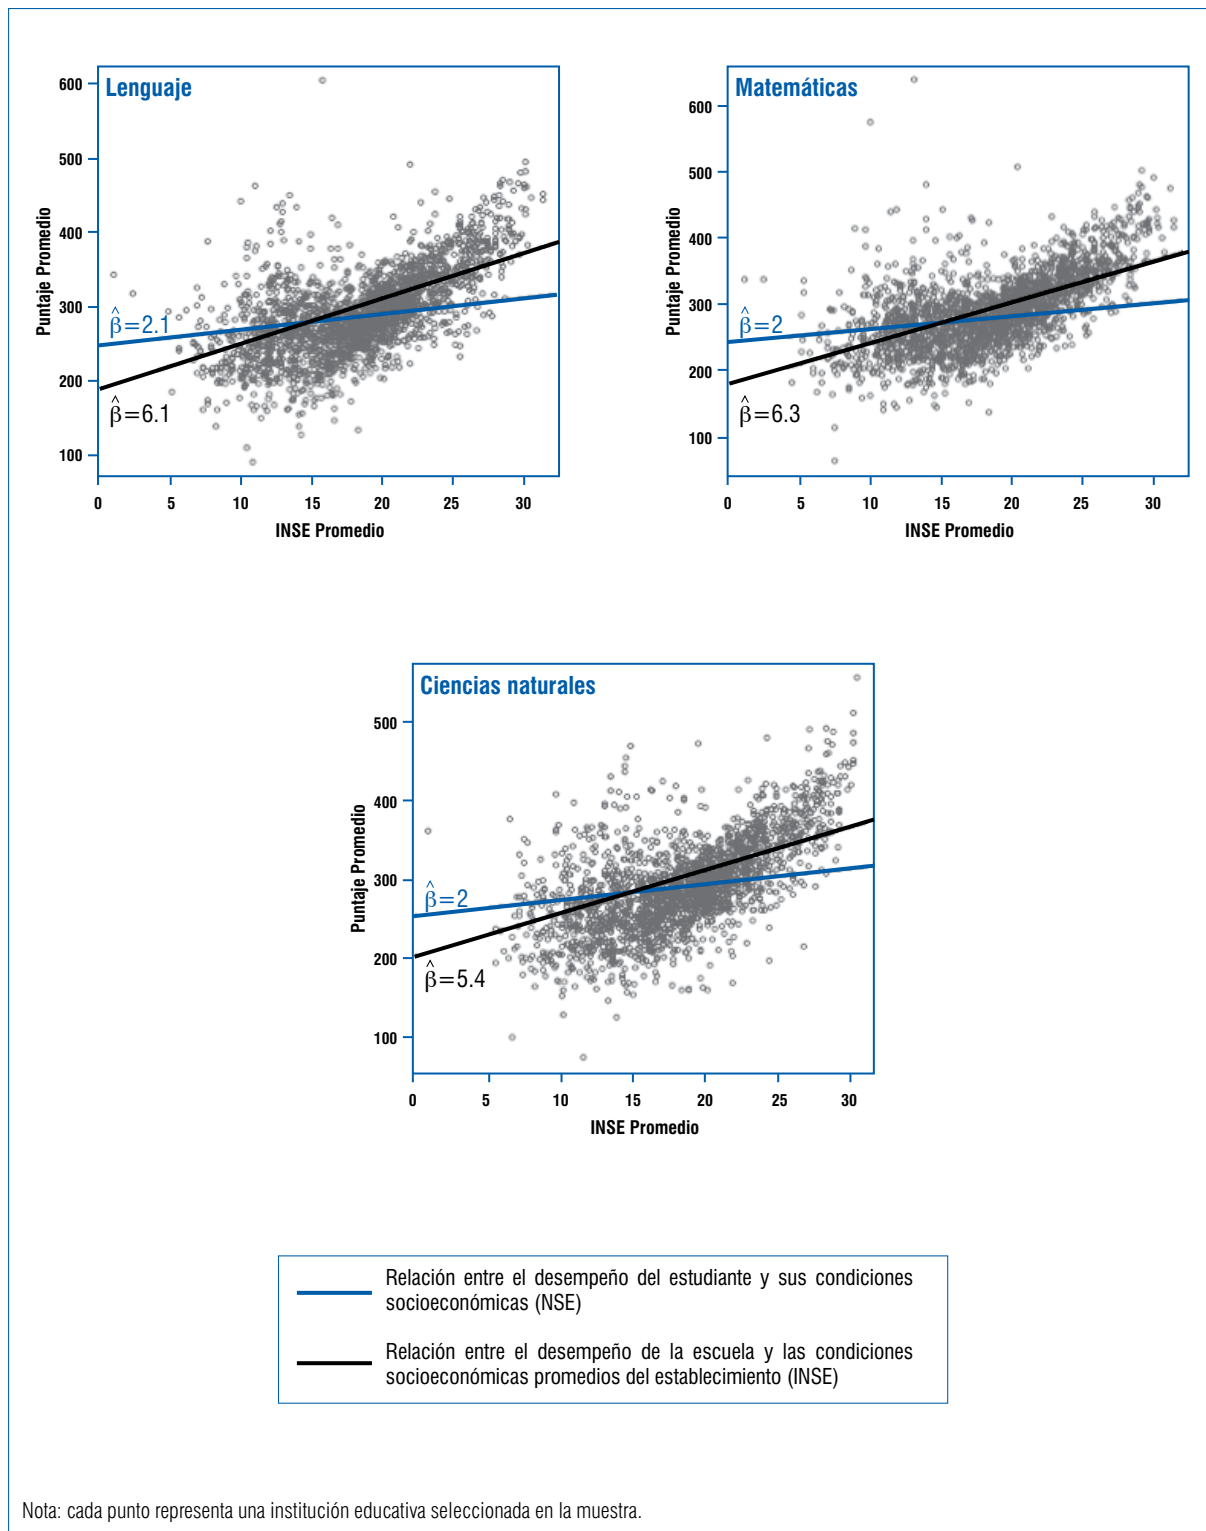 Lenguaje
Puntaje Promedio
600
500
400
300
200
100
β̂=2.1
β̂=6.1
0 5 10 15 20 25 30
INSE Promedio
Matemáticas
Puntaje Promedio
600
500
400
300
200
100
β̂=2
β̂=6.3
0 5 10 15 20 25 30
INSE Promedio
Ciencias naturales
Puntaje Promedio
500
400
300
200
100
β̂=2
β̂=5.4
0 5 10 15 20 25 30
INSE Promedio
Relación entre el desempeño del estudiante y sus condiciones
socioeconómicas (NSE)
Relación entre el desempeño de la escuela y las condiciones
socioeconómicas promedios del establecimiento (INSE)
Nota: cada punto representa una institución educativa seleccionada en la muestra.